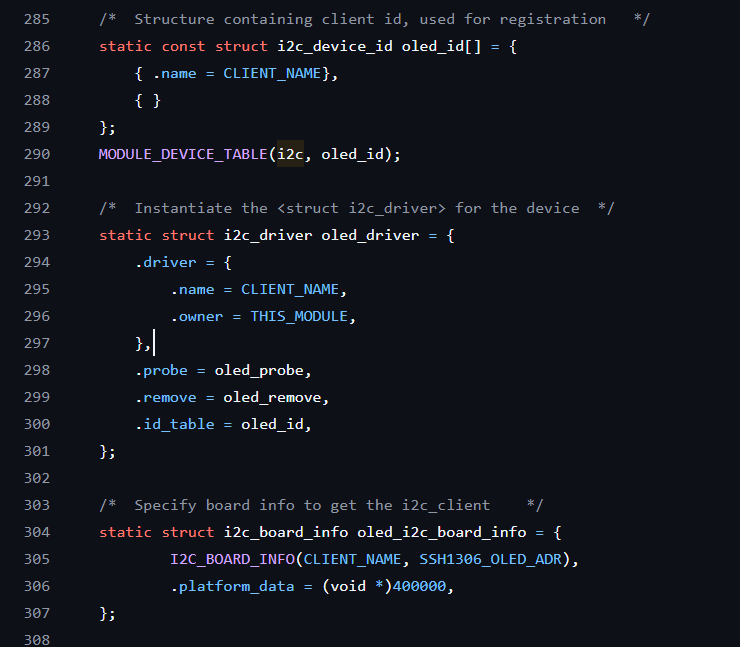 285 /*  Structure containing client id, used for registration   */
286 static const struct i2c_device_id oled_id[] = {
287     { .name = CLIENT_NAME},
288     { }
289 };
290 MODULE_DEVICE_TABLE(i2c, oled_id);
291
292 /*  Instantiate the <struct i2c_driver> for the device  */
293 static struct i2c_driver oled_driver = {
294     .driver = {
295         .name = CLIENT_NAME,
296         .owner = THIS_MODULE,
297     },
298     .probe = oled_probe,
299     .remove = oled_remove,
300     .id_table = oled_id,
301 };
302
303 /*  Specify board info to get the i2c_client    */
304 static struct i2c_board_info oled_i2c_board_info = {
305         I2C_BOARD_INFO(CLIENT_NAME, SSH1306_OLED_ADR),
306         .platform_data = (void *)400000,
307 };
308